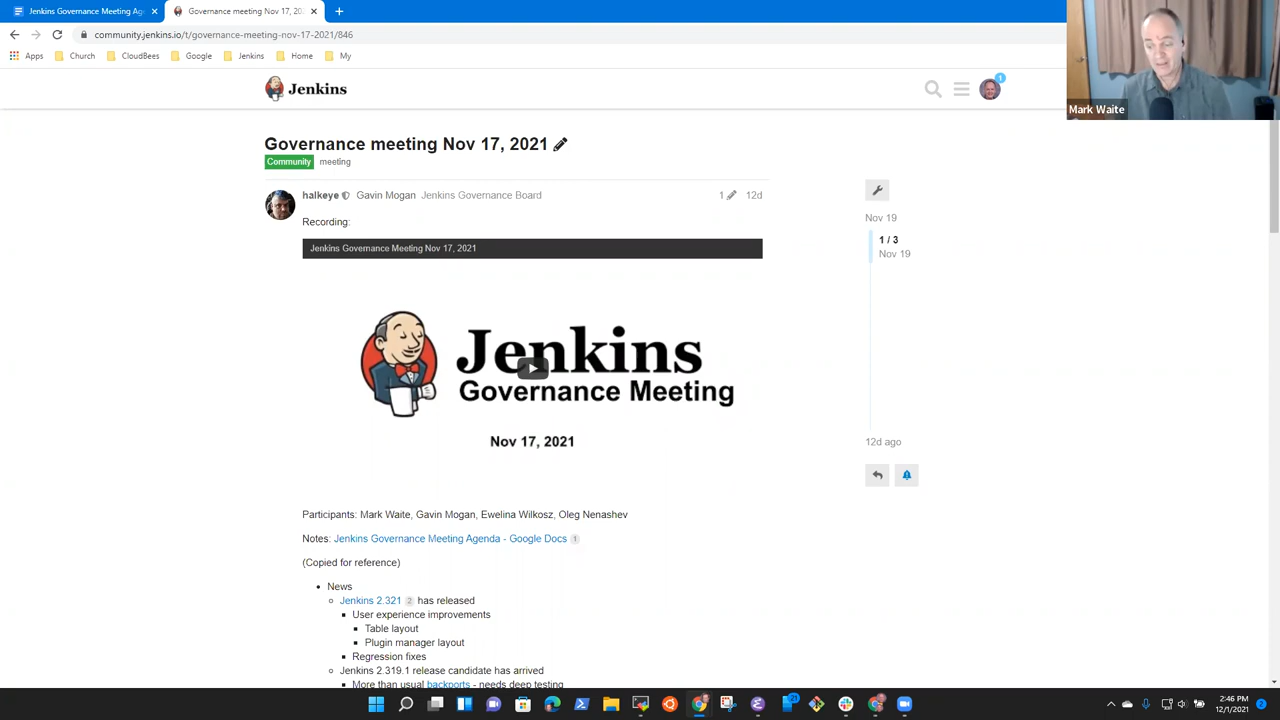 Jenkins Governance Meeting Ag
Governance meeting Nov 17, 202
community.jenkins.io/t/governance-meeting-nov-17-2021/846
Apps
Church
CloudBees
Google
Jenkins
Home
My
Mark Waite
Jenkins
1
Governance meeting Nov 17, 2021
Community meeting
halkeye Gavin Mogan Jenkins Governance Board 1 12d
Recording:
Jenkins Governance Meeting Nov 17, 2021
Jenkins
Governance Meeting
Nov 17, 2021
Nov 19
1 / 3
Nov 19
12d ago
Participants: Mark Waite, Gavin Mogan, Ewelina Wilkosz, Oleg Nenashev
Notes: Jenkins Governance Meeting Agenda - Google Docs 1
(Copied for reference)
News
Jenkins 2.321 2 has released
User experience improvements
Table layout
Plugin manager layout
Regression fixes
Jenkins 2.319.1 release candidate has arrived
More than usual backports - needs deep testing
21
2:46 PM
12/1/2021
2